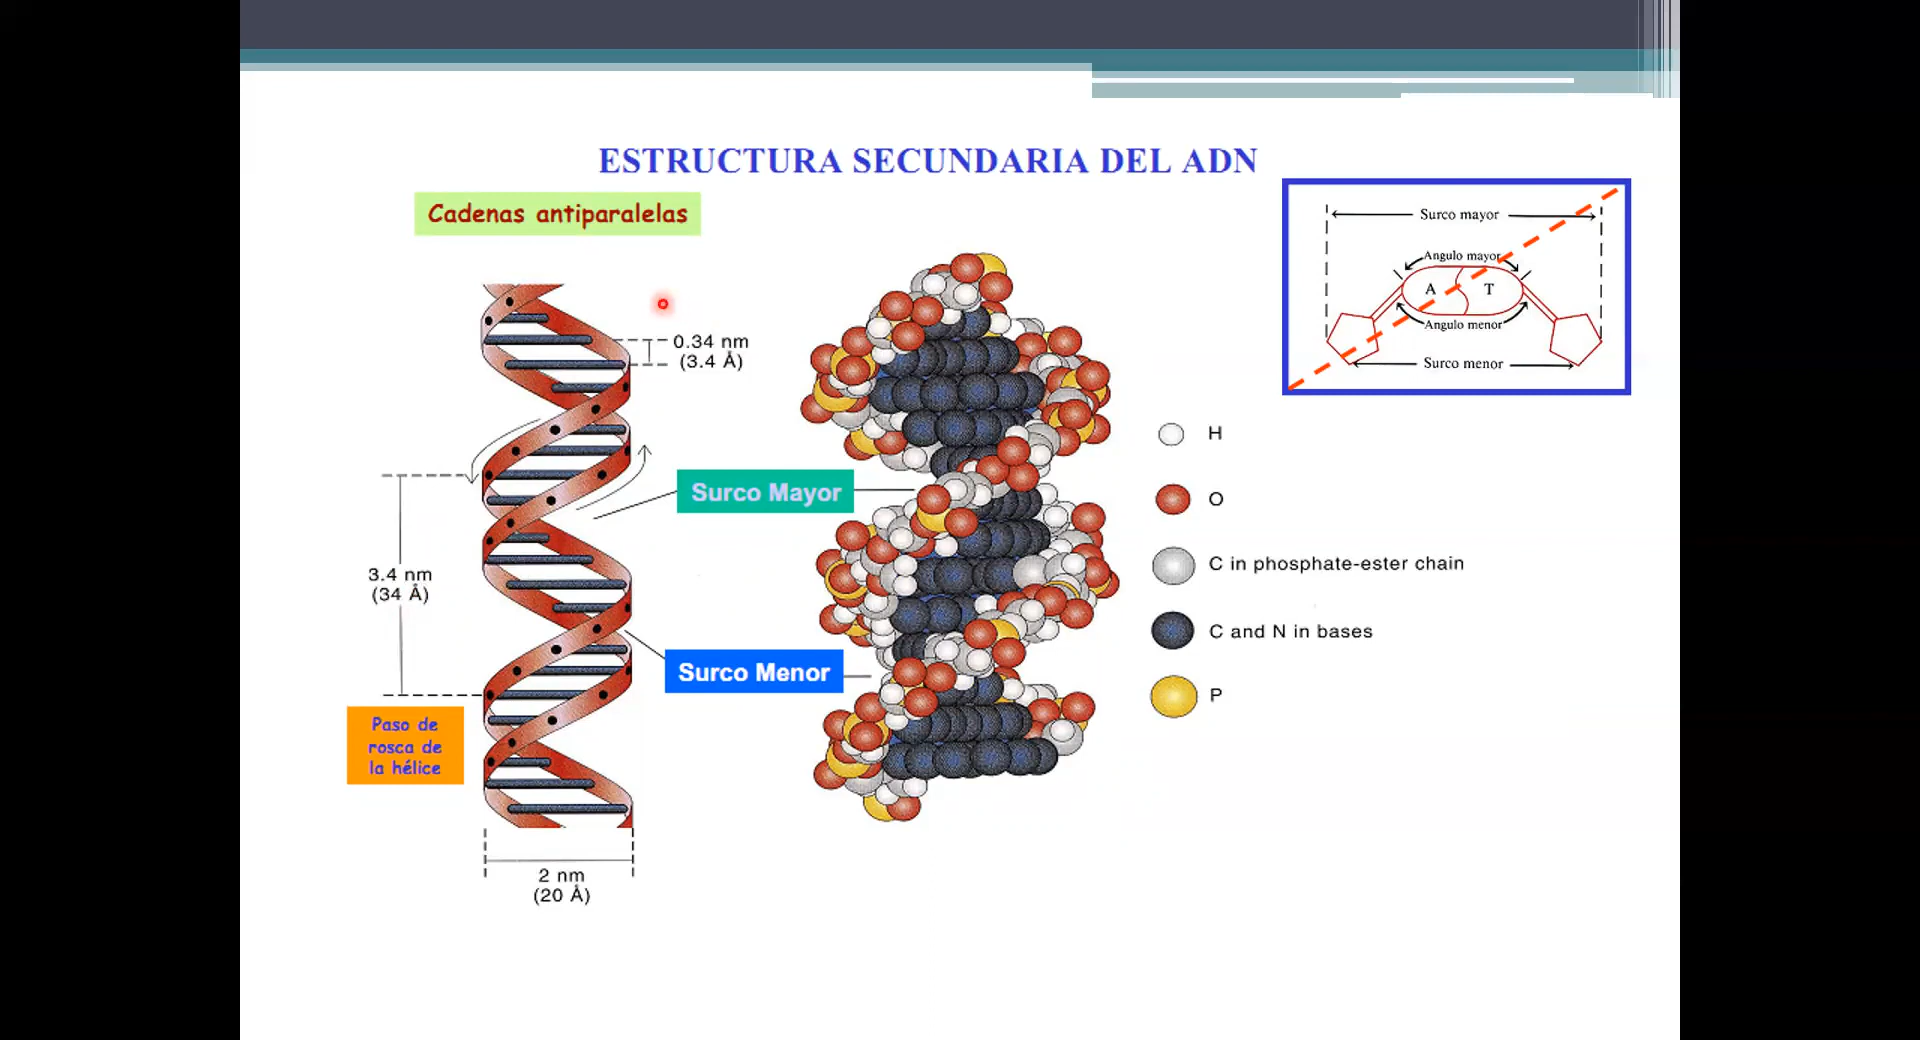 ESTRUCTURA SECUNDARIA DEL ADN
Cadenas antiparalelas
0.34 nm
(3.4 Å)
Surco Mayor
3.4 nm
(34 Å)
Surco Menor
Paso de
rosca de
la hélice
2 nm
(20 Å)
Surco mayor
Angulo mayor
A T
Angulo menor
Surco menor
H
O
C in phosphate-ester chain
C and N in bases
P